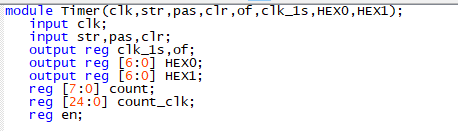 module Timer(clk,str,pas,clr,of,clk_1s,HEX0,HEX1);
input clk;
input str,pas,clr;
output reg clk_1s,of;
output reg [6:0] HEX0;
output reg [6:0] HEX1;
reg [7:0] count;
reg [24:0] count_clk;
reg en;